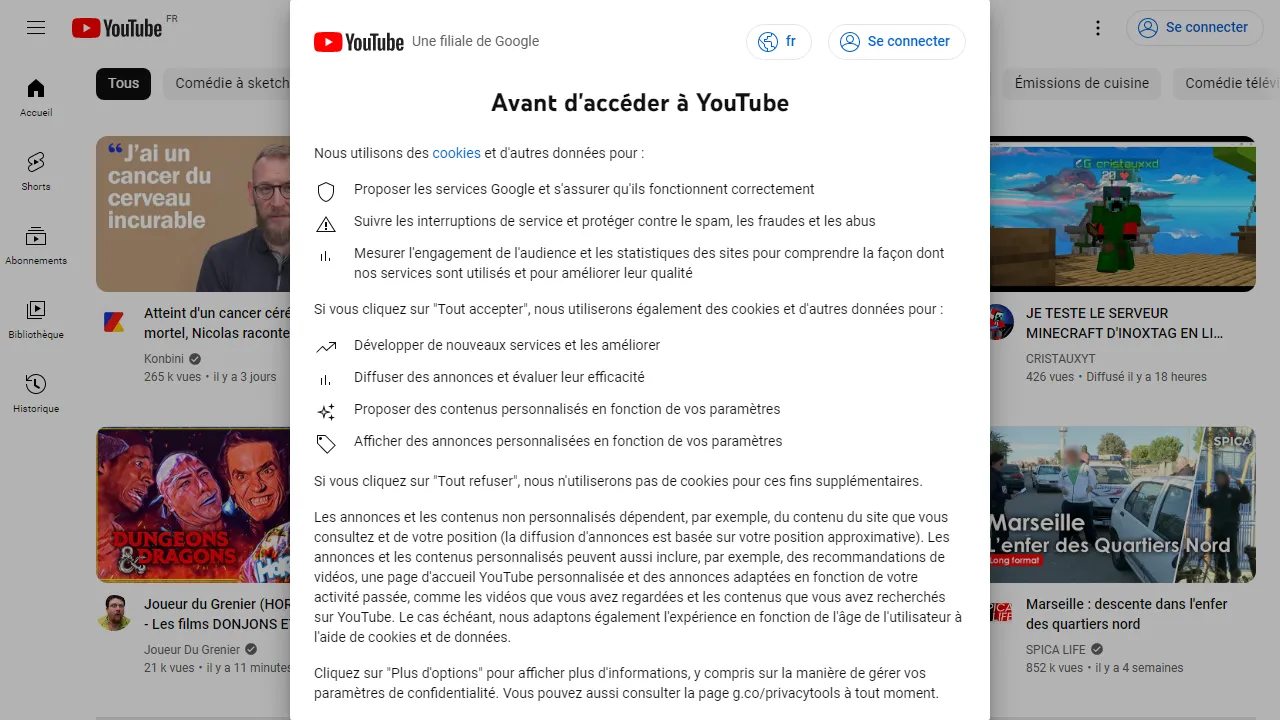 YouTube FR
Se connecter
Tous
Comédie à sketch
Émissions de cuisine
Comédie télévi
Accueil
Shorts
Abonnements
Bibliothèque
Historique
YouTube Une filiale de Google
fr
Se connecter
Avant d'accéder à YouTube
Nous utilisons des cookies et d'autres données pour :
Proposer les services Google et s'assurer qu'ils fonctionnent correctement
Suivre les interruptions de service et protéger contre le spam, les fraudes et les abus
Mesurer l'engagement de l'audience et les statistiques des sites pour comprendre la façon dont
nos services sont utilisés et pour améliorer leur qualité
Si vous cliquez sur "Tout accepter", nous utiliserons également des cookies et d'autres données pour :
Développer de nouveaux services et les améliorer
Diffuser des annonces et évaluer leur efficacité
Proposer des contenus personnalisés en fonction de vos paramètres
Afficher des annonces personnalisées en fonction de vos paramètres
Si vous cliquez sur "Tout refuser", nous n'utiliserons pas de cookies pour ces fins supplémentaires.
Les annonces et les contenus non personnalisés dépendent, par exemple, du contenu du site que vous
consultez et de votre position (la diffusion d'annonces est basée sur votre position approximative). Les
annonces et les contenus personnalisés peuvent aussi inclure, par exemple, des recommandations de
vidéos, une page d'accueil YouTube personnalisée et des annonces adaptées en fonction de votre
activité passée, comme les vidéos que vous avez regardées et les contenus que vous avez recherchés
sur YouTube. Le cas échéant, nous adaptons également l'expérience en fonction de l'âge de l'utilisateur à
l'aide de cookies et de données.
Cliquez sur "Plus d'options" pour afficher plus d'informations, y compris sur la manière de gérer vos
paramètres de confidentialité. Vous pouvez aussi consulter la page g.co/privacytools à tout moment.
“J'ai un
cancer du
cerveau
incurable
Atteint d'un cancer céré
mortel, Nicolas raconte
Konbini
265 k vues • il y a 3 jours
DUNGEONS
& DRAGONS
Joueur du Grenier (HOR
- Les films DONJONS E
Joueur Du Grenier
21 k vues • il y a 11 minutes
G cristauxxd
20
JE TESTE LE SERVEUR
MINECRAFT D'INOXTAG EN LI…
CRISTAUXYT
426 vues • Diffusé il y a 18 heures
SPICA
Marseille
L'enfer des Quartiers Nord
Long format
SPICA
LIFE
Marseille : descente dans l'enfer
des quartiers nord
SPICA LIFE
852 k vues • il y a 4 semaines